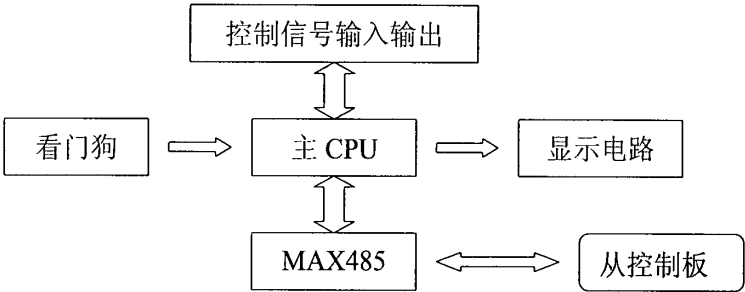 控制信号输入输出
看门狗
主 CPU
显示电路
MAX485
从控制板